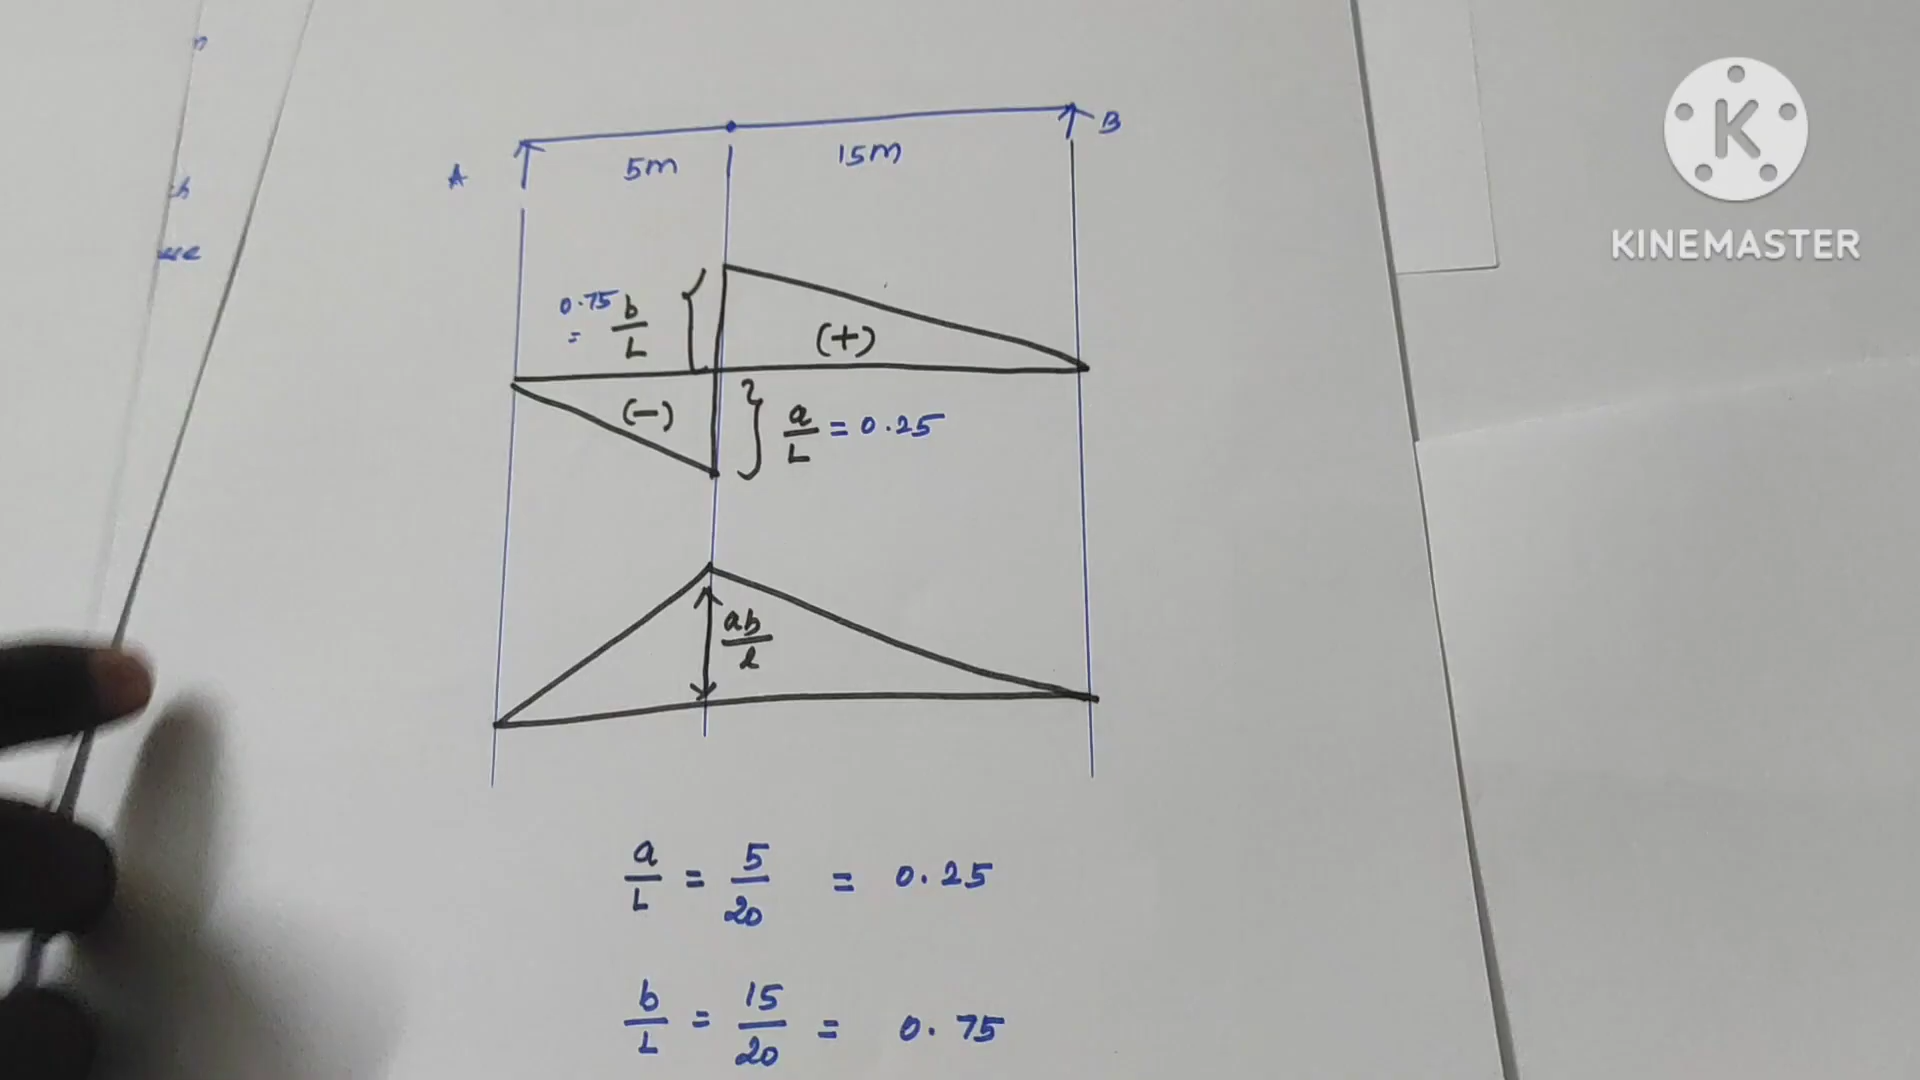 K
KINEMASTER
A
B
5m
15m
0.75
= b/L
(+)
(-)
a/L = 0.25
ab/l
a/L = 5/20 = 0.25
b/L = 15/20 = 0.75